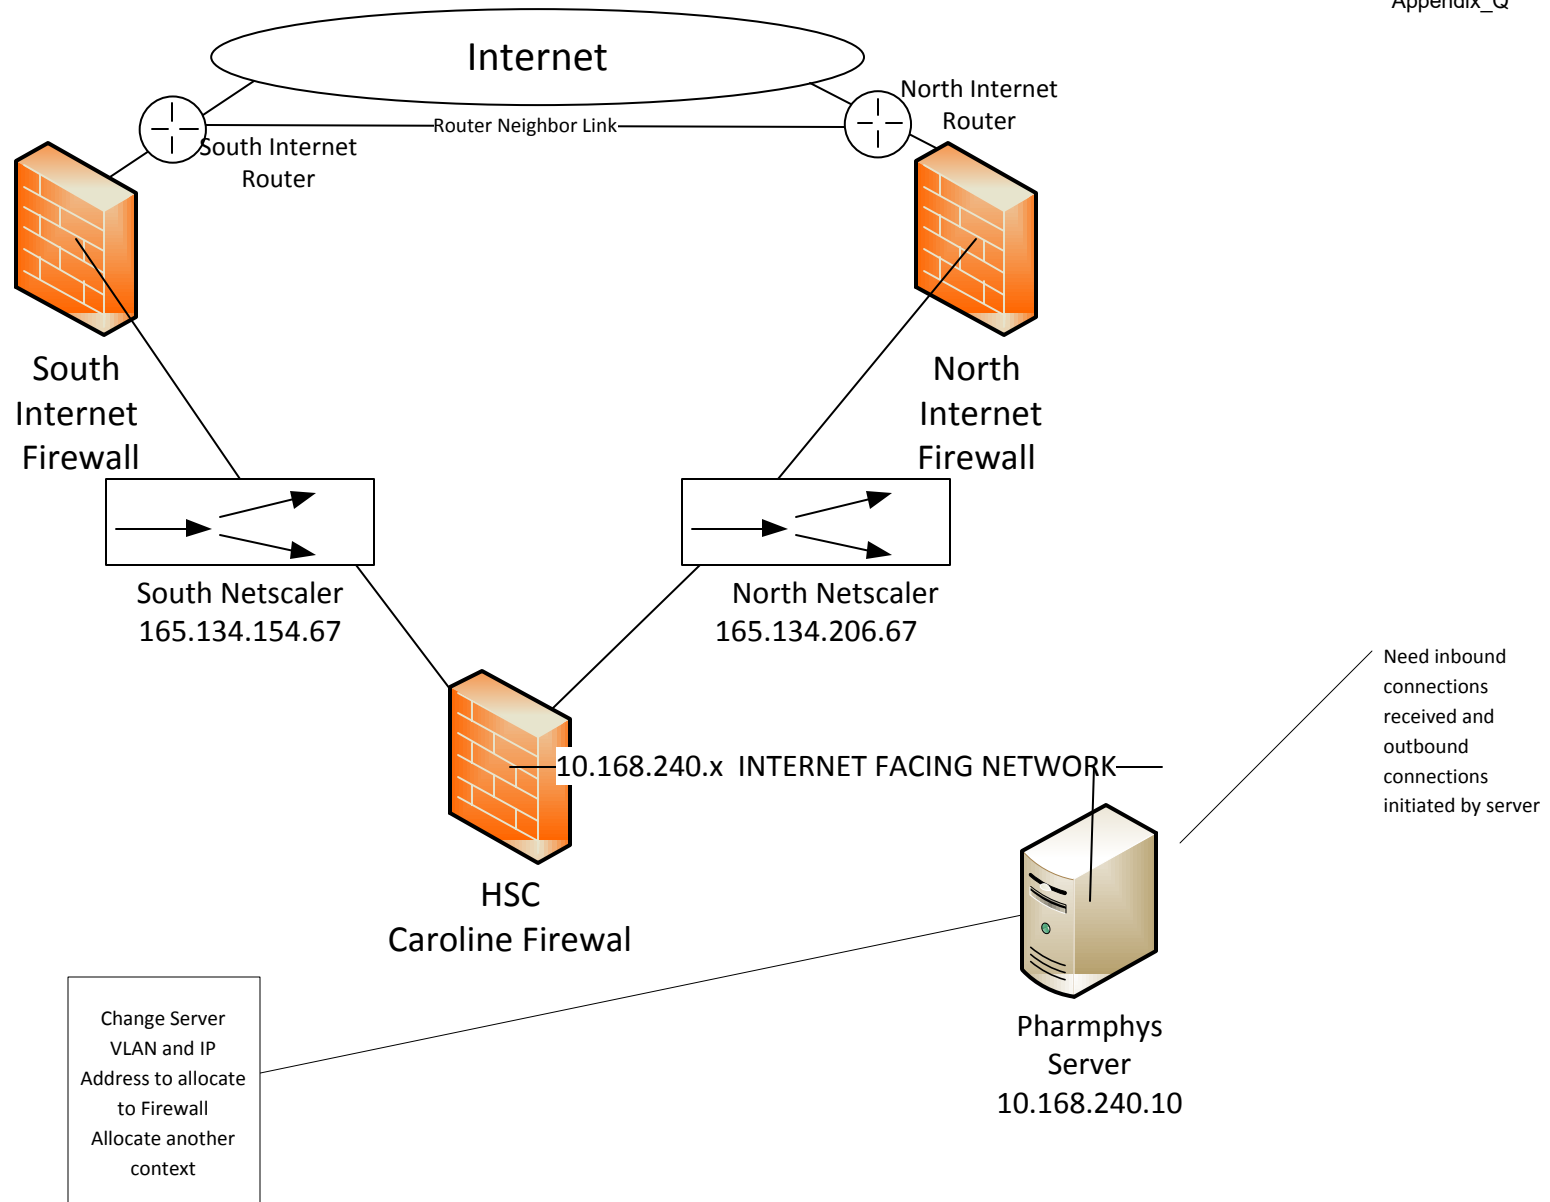 Appendix_Q
Internet
North Internet
Router
Router Neighbor Link
South Internet
Router
South
Internet
Firewall
North
Internet
Firewall
South Netscaler
165.134.154.67
North Netscaler
165.134.206.67
Need inbound
connections
received and
outbound
connections
initiated by server
10.168.240.x INTERNET FACING NETWORK
HSC
Caroline Firewal
Change Server
VLAN and IP
Address to allocate
to Firewall
Allocate another
context
Pharmphys
Server
10.168.240.10